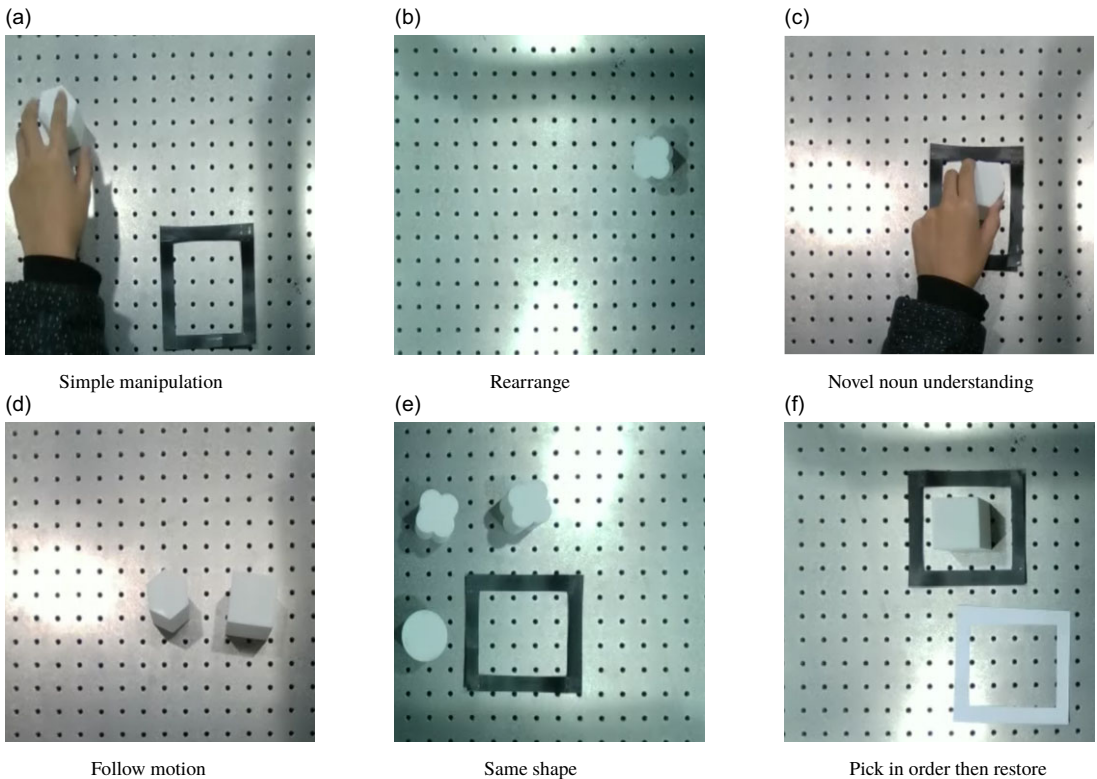 (a)
(b)
(c)
Simple manipulation
Rearrange
Novel noun understanding
(d)
(e)
(f)
Follow motion
Same shape
Pick in order then restore